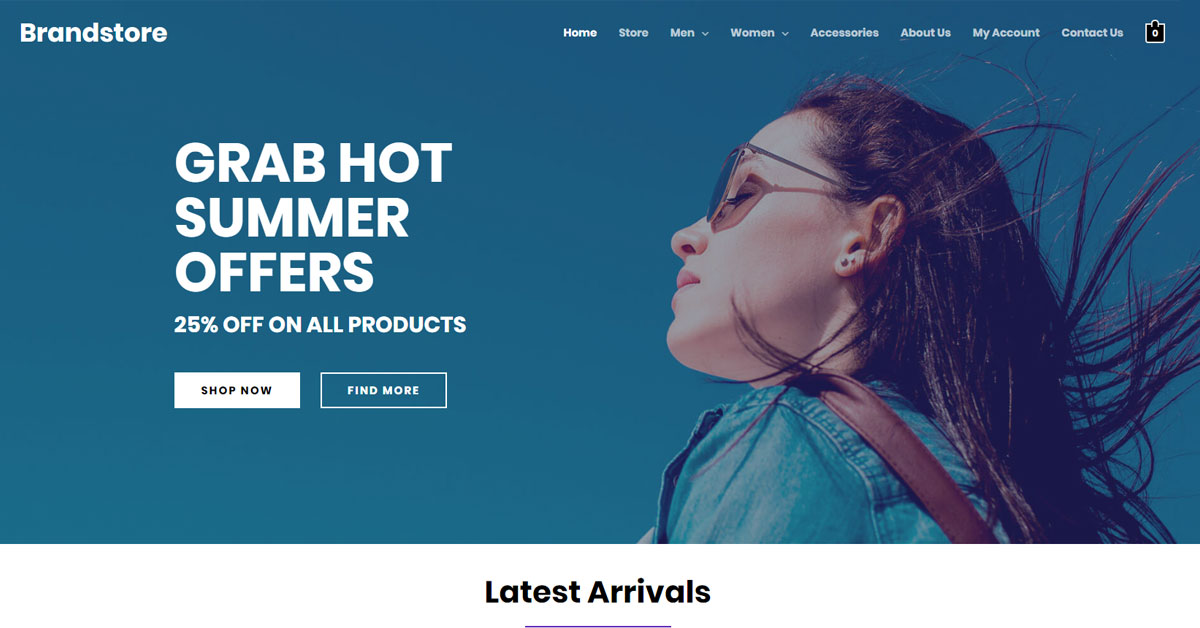 Brandstore
Home Store Men Women Accessories About Us My Account Contact Us 0
GRAB HOT
SUMMER
OFFERS
25% OFF ON ALL PRODUCTS
SHOP NOW FIND MORE
Latest Arrivals